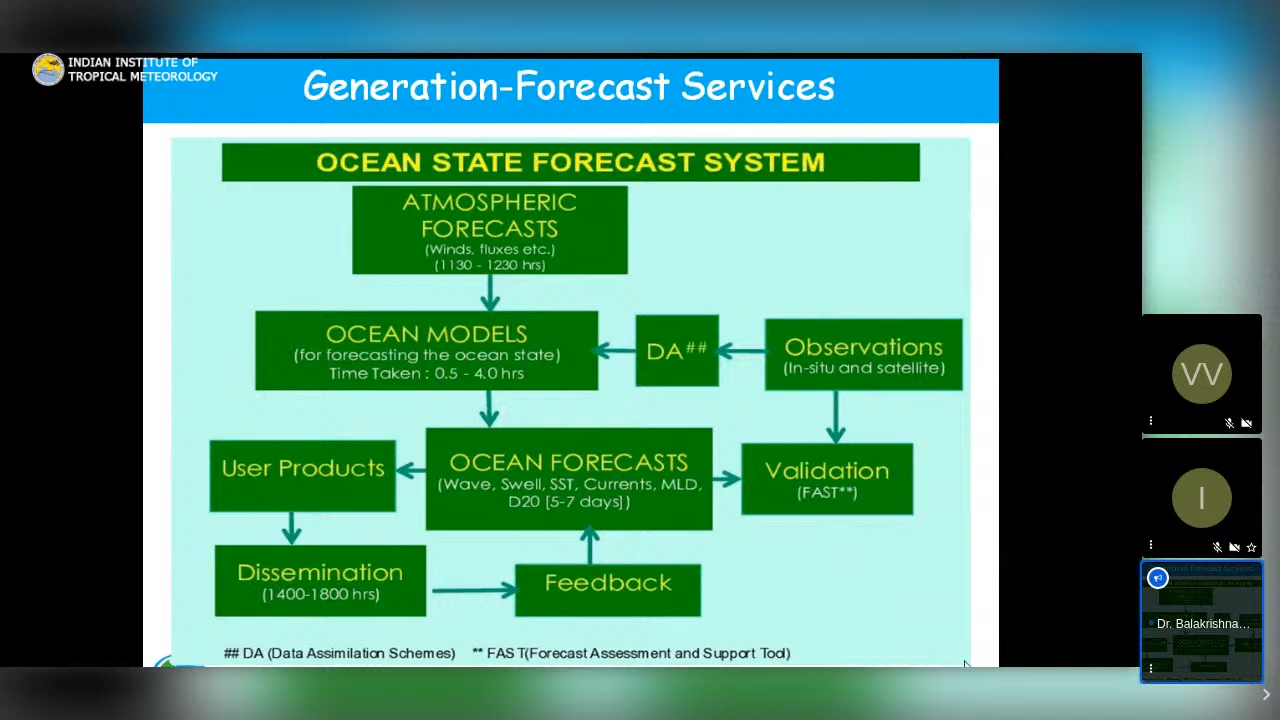 INDIAN INSTITUTE OF
TROPICAL METEOROLOGY
Generation-Forecast Services
OCEAN STATE FORECAST SYSTEM
ATMOSPHERIC
FORECASTS
(Winds, fluxes etc.)
(1130 - 1230 hrs)
OCEAN MODELS
(for forecasting the ocean state)
Time Taken : 0.5 - 4.0 hrs
DA##
Observations
(In-situ and satellite)
User Products
OCEAN FORECASTS
(Wave, Swell, SST, Currents, MLD,
D20 [5-7 days])
Validation
(FAST**)
Dissemination
(1400-1800 hrs)
Feedback
## DA (Data Assimilation Schemes) ** FAST(Forecast Assessment and Support Tool)
VV
I
Dr. Balakrishna...